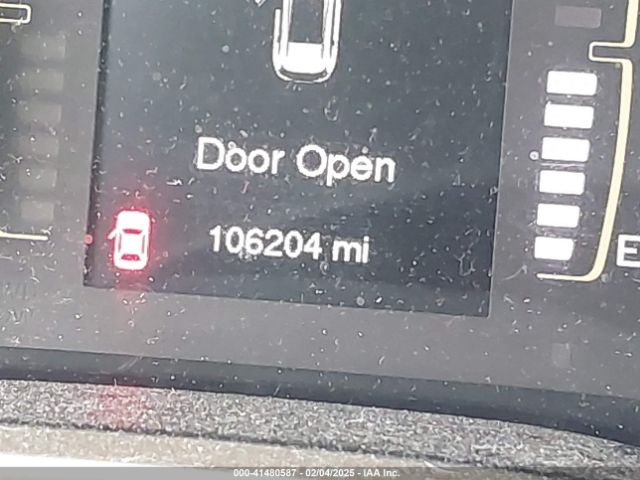 Door Open
106204 mi
E
000-41480587 - 02/04/2025 - IAA Inc.